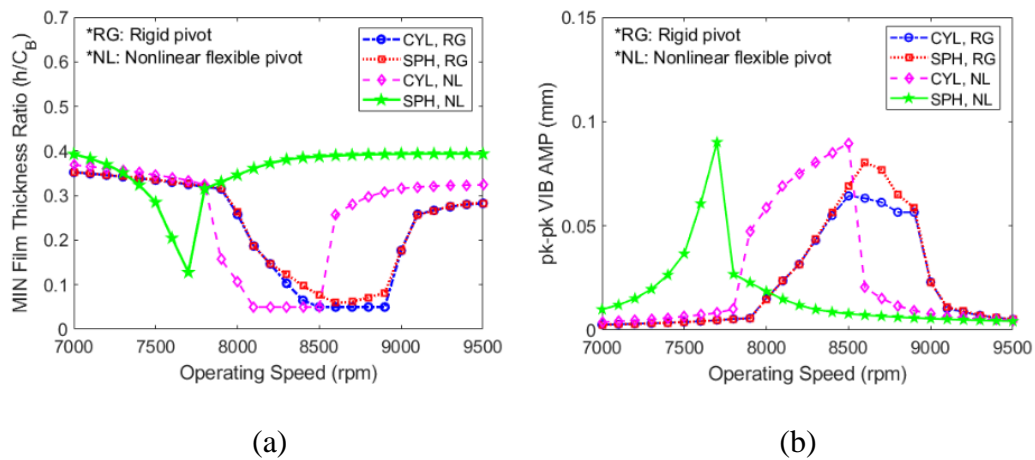 MIN Film Thickness Ratio (h/C_B)
0.7
0.6
0.5
0.4
0.3
0.2
0.1
0
*RG: Rigid pivot
*NL: Nonlinear flexible pivot
CYL, RG
SPH, RG
CYL, NL
SPH, NL
7000 7500 8000 8500 9000 9500
Operating Speed (rpm)
(a)
pk-pk VIB AMP (mm)
0.15
0.1
0.05
0
*RG: Rigid pivot
*NL: Nonlinear flexible pivot
CYL, RG
SPH, RG
CYL, NL
SPH, NL
7000 7500 8000 8500 9000 9500
Operating Speed (rpm)
(b)